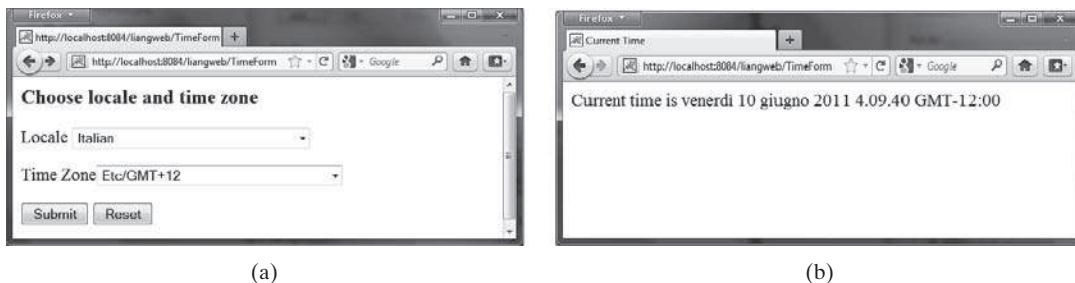 Firefox
http://localhost:8084/liangweb/TimeForm
http://localhost:8084/liangweb/TimeForm
Google
Choose locale and time zone
Locale Italian
Time Zone Etc/GMT+12
Submit Reset
(a)
Firefox
Current Time
http://localhost:8084/liangweb/TimeForm
Google
Current time is venerdì 10 giugno 2011 4.09.40 GMT-12:00
(b)